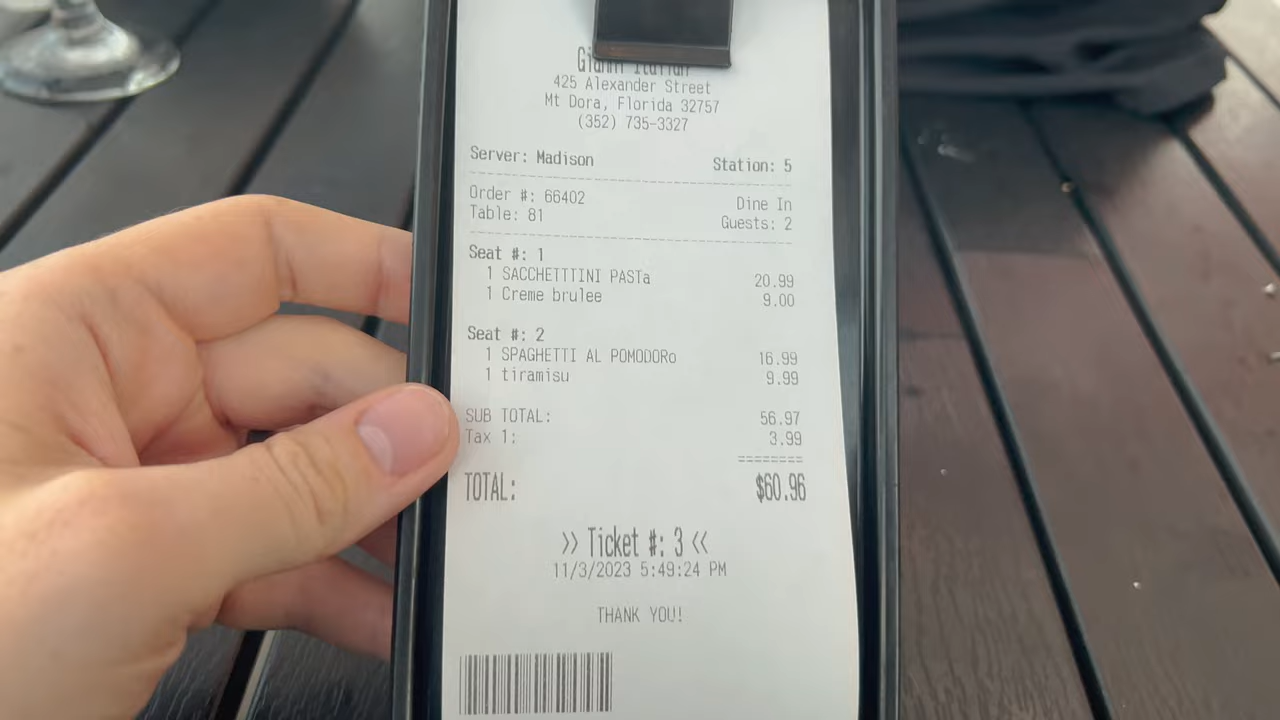 Gianni Italian
425 Alexander Street
Mt Dora, Florida 32757
(352) 735-3327
Server: Madison Station: 5
Order #: 66402 Dine In
Table: 81 Guests: 2
Seat #: 1
1 SACCHETTTINI PASTa 20.99
1 Creme brulee 9.00
Seat #: 2
1 SPAGHETTI AL POMODORo 16.99
1 tiramisu 9.99
SUB TOTAL: 56.97
Tax 1: 3.99
========
TOTAL: $60.96
>> Ticket #: 3 <<
11/3/2023 5:49:24 PM
THANK YOU!